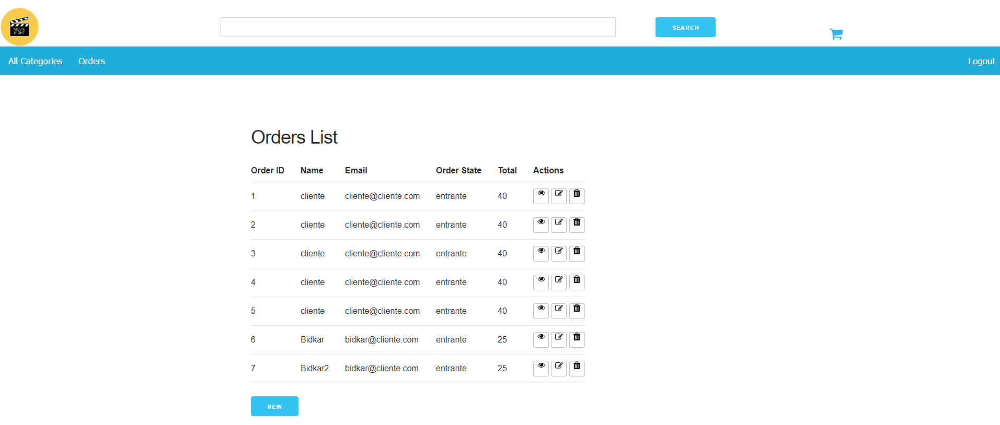 MOVIE
NIGHT
SEARCH
All Categories Orders Logout
Orders List
Order ID Name Email Order State Total Actions
1 cliente cliente@cliente.com entrante 40
2 cliente cliente@cliente.com entrante 40
3 cliente cliente@cliente.com entrante 40
4 cliente cliente@cliente.com entrante 40
5 cliente cliente@cliente.com entrante 40
6 Bidkar bidkar@cliente.com entrante 25
7 Bidkar2 bidkar@cliente.com entrante 25
NEW